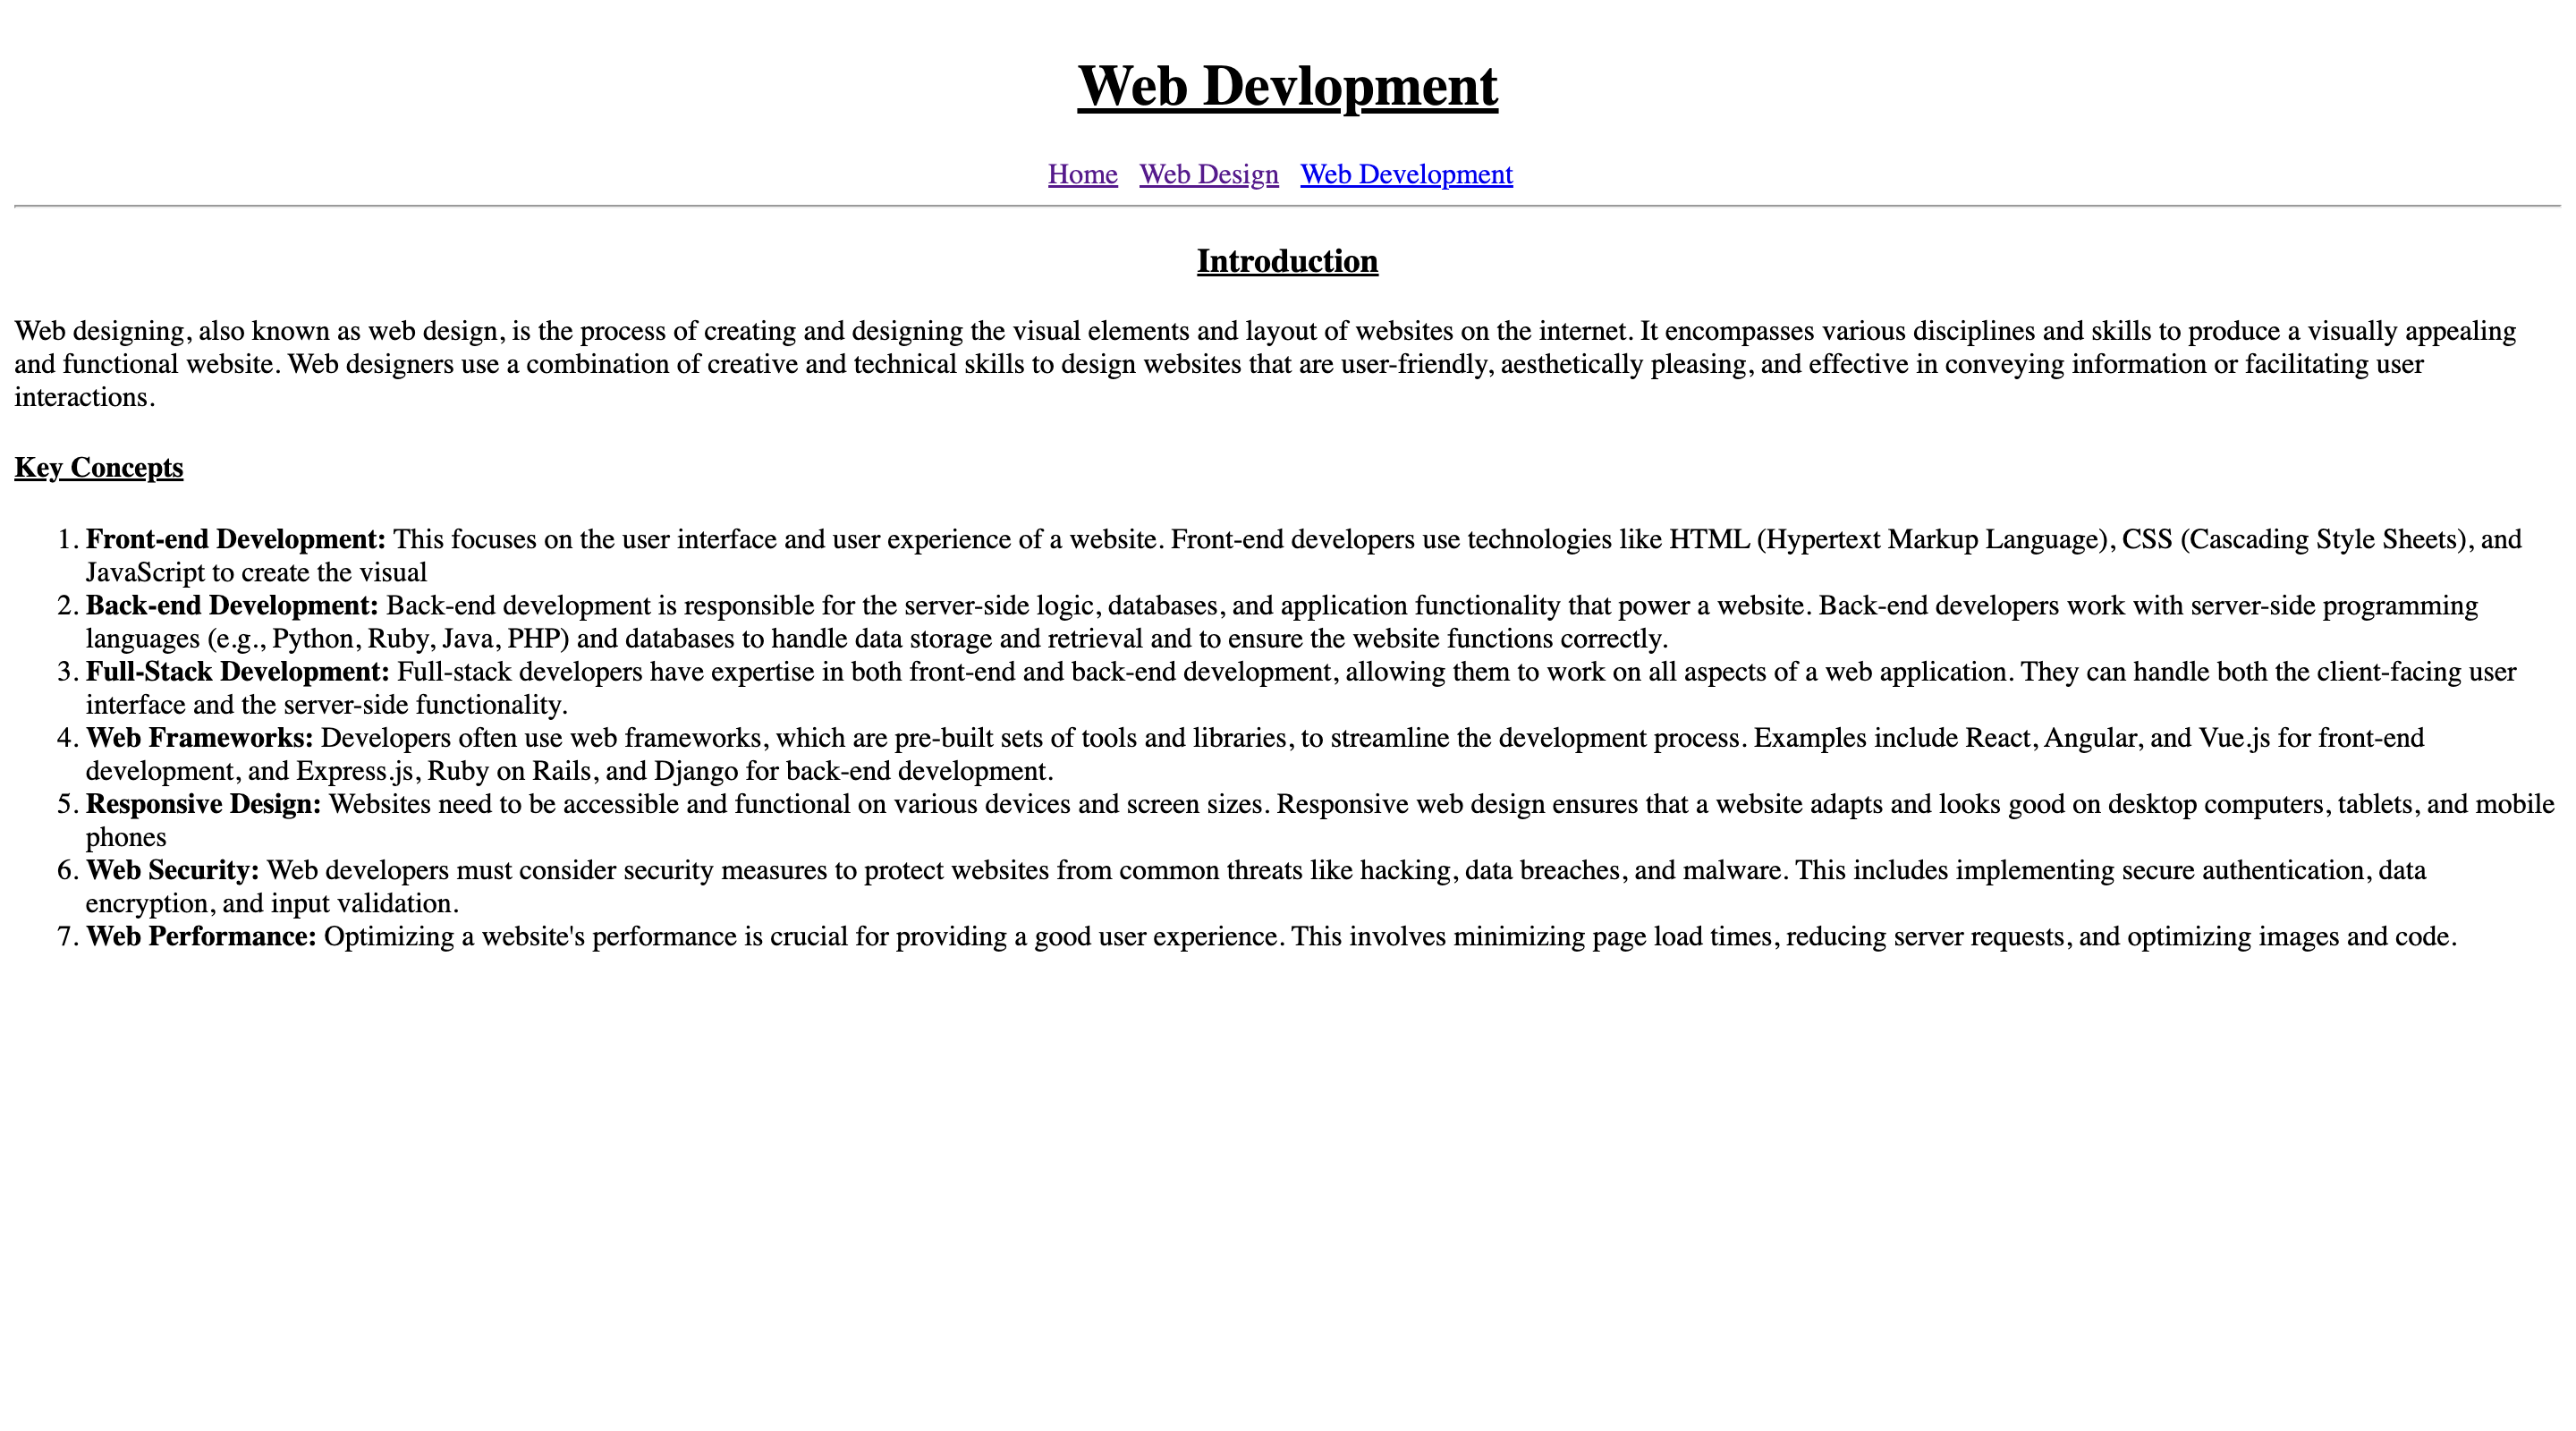 Web Devlopment
Home Web Design Web Development
Introduction
Web designing, also known as web design, is the process of creating and designing the visual elements and layout of websites on the internet. It encompasses various disciplines and skills to produce a visually appealing
and functional website. Web designers use a combination of creative and technical skills to design websites that are user-friendly, aesthetically pleasing, and effective in conveying information or facilitating user
interactions.
Key Concepts
1. Front-end Development: This focuses on the user interface and user experience of a website. Front-end developers use technologies like HTML (Hypertext Markup Language), CSS (Cascading Style Sheets), and
JavaScript to create the visual
2. Back-end Development: Back-end development is responsible for the server-side logic, databases, and application functionality that power a website. Back-end developers work with server-side programming
languages (e.g., Python, Ruby, Java, PHP) and databases to handle data storage and retrieval and to ensure the website functions correctly.
3. Full-Stack Development: Full-stack developers have expertise in both front-end and back-end development, allowing them to work on all aspects of a web application. They can handle both the client-facing user
interface and the server-side functionality.
4. Web Frameworks: Developers often use web frameworks, which are pre-built sets of tools and libraries, to streamline the development process. Examples include React, Angular, and Vue.js for front-end
development, and Express.js, Ruby on Rails, and Django for back-end development.
5. Responsive Design: Websites need to be accessible and functional on various devices and screen sizes. Responsive web design ensures that a website adapts and looks good on desktop computers, tablets, and mobile
phones
6. Web Security: Web developers must consider security measures to protect websites from common threats like hacking, data breaches, and malware. This includes implementing secure authentication, data
encryption, and input validation.
7. Web Performance: Optimizing a website's performance is crucial for providing a good user experience. This involves minimizing page load times, reducing server requests, and optimizing images and code.